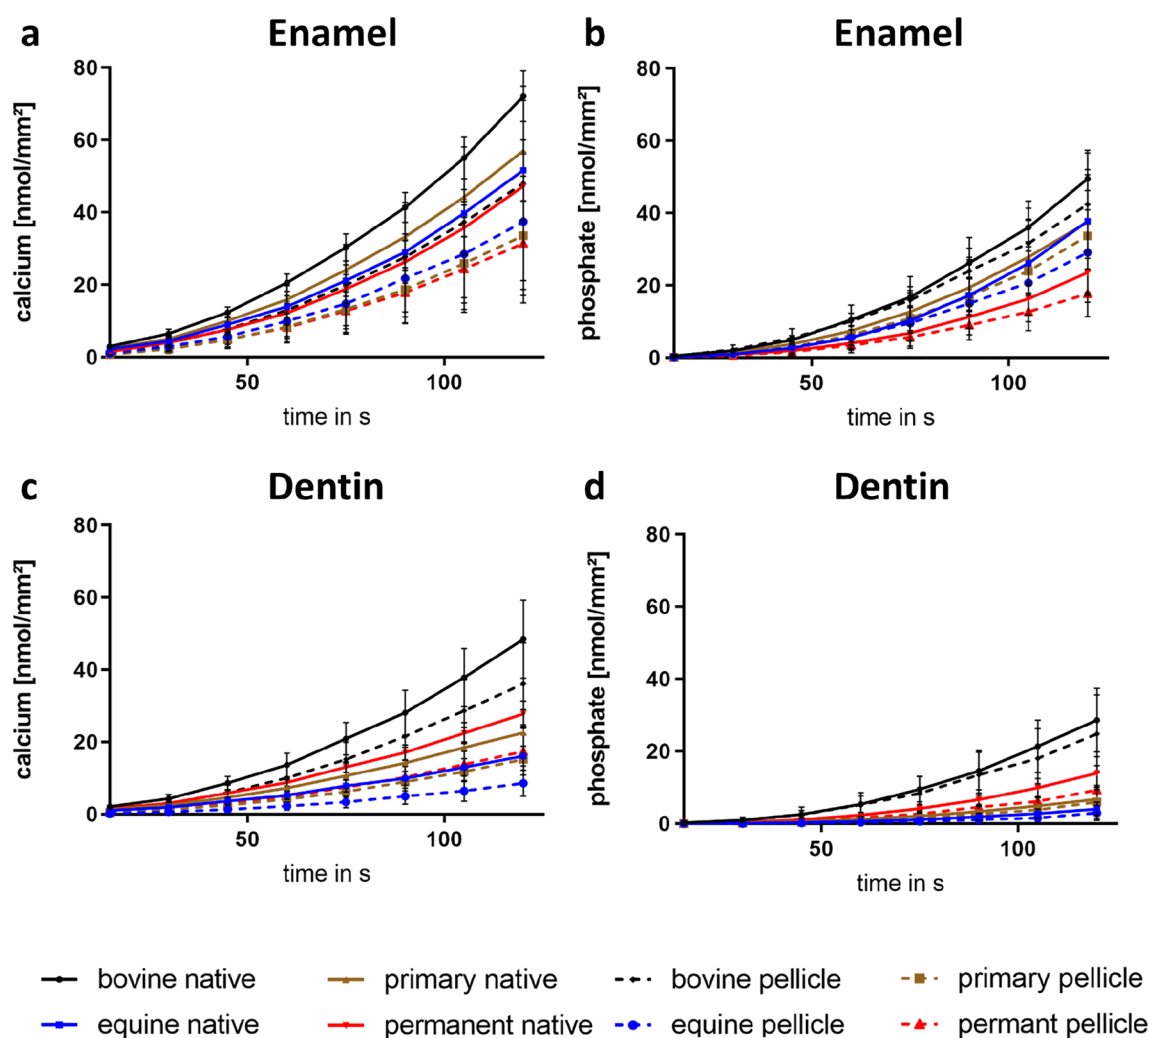 a Enamel
b Enamel
calcium [nmol/mm²]
80
60
40
20
0
50 100
time in s
phosphate [nmol/mm²]
80
60
40
20
0
50 100
time in s
c Dentin
d Dentin
calcium [nmol/mm²]
80
60
40
20
0
50 100
time in s
phosphate [nmol/mm²]
80
60
40
20
0
50 100
time in s
bovine native primary native bovine pellicle primary pellicle
equine native permanent native equine pellicle permant pellicle